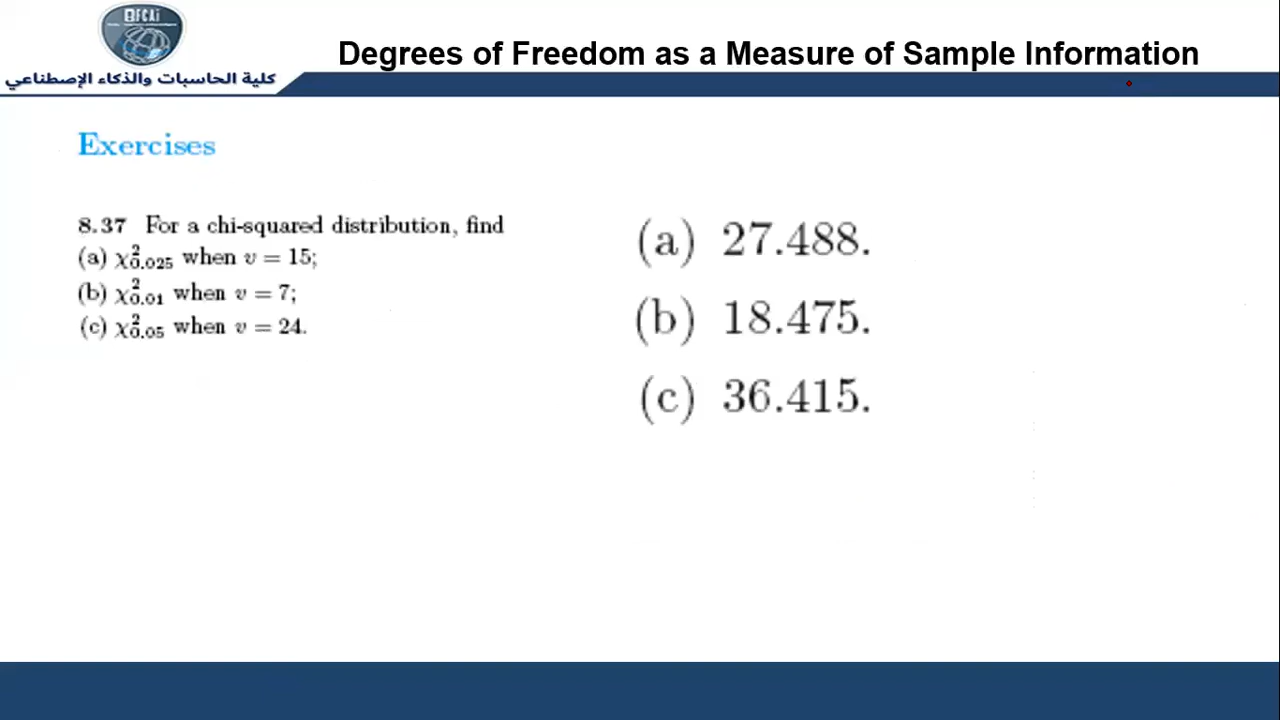 BFCAI
كلية الحاسبات والذكاء الإصطناعي
Degrees of Freedom as a Measure of Sample Information
Exercises
8.37 For a chi-squared distribution, find
(a) χ²0.025 when v = 15;
(b) χ²0.01 when v = 7;
(c) χ²0.05 when v = 24.
(a) 27.488.
(b) 18.475.
(c) 36.415.